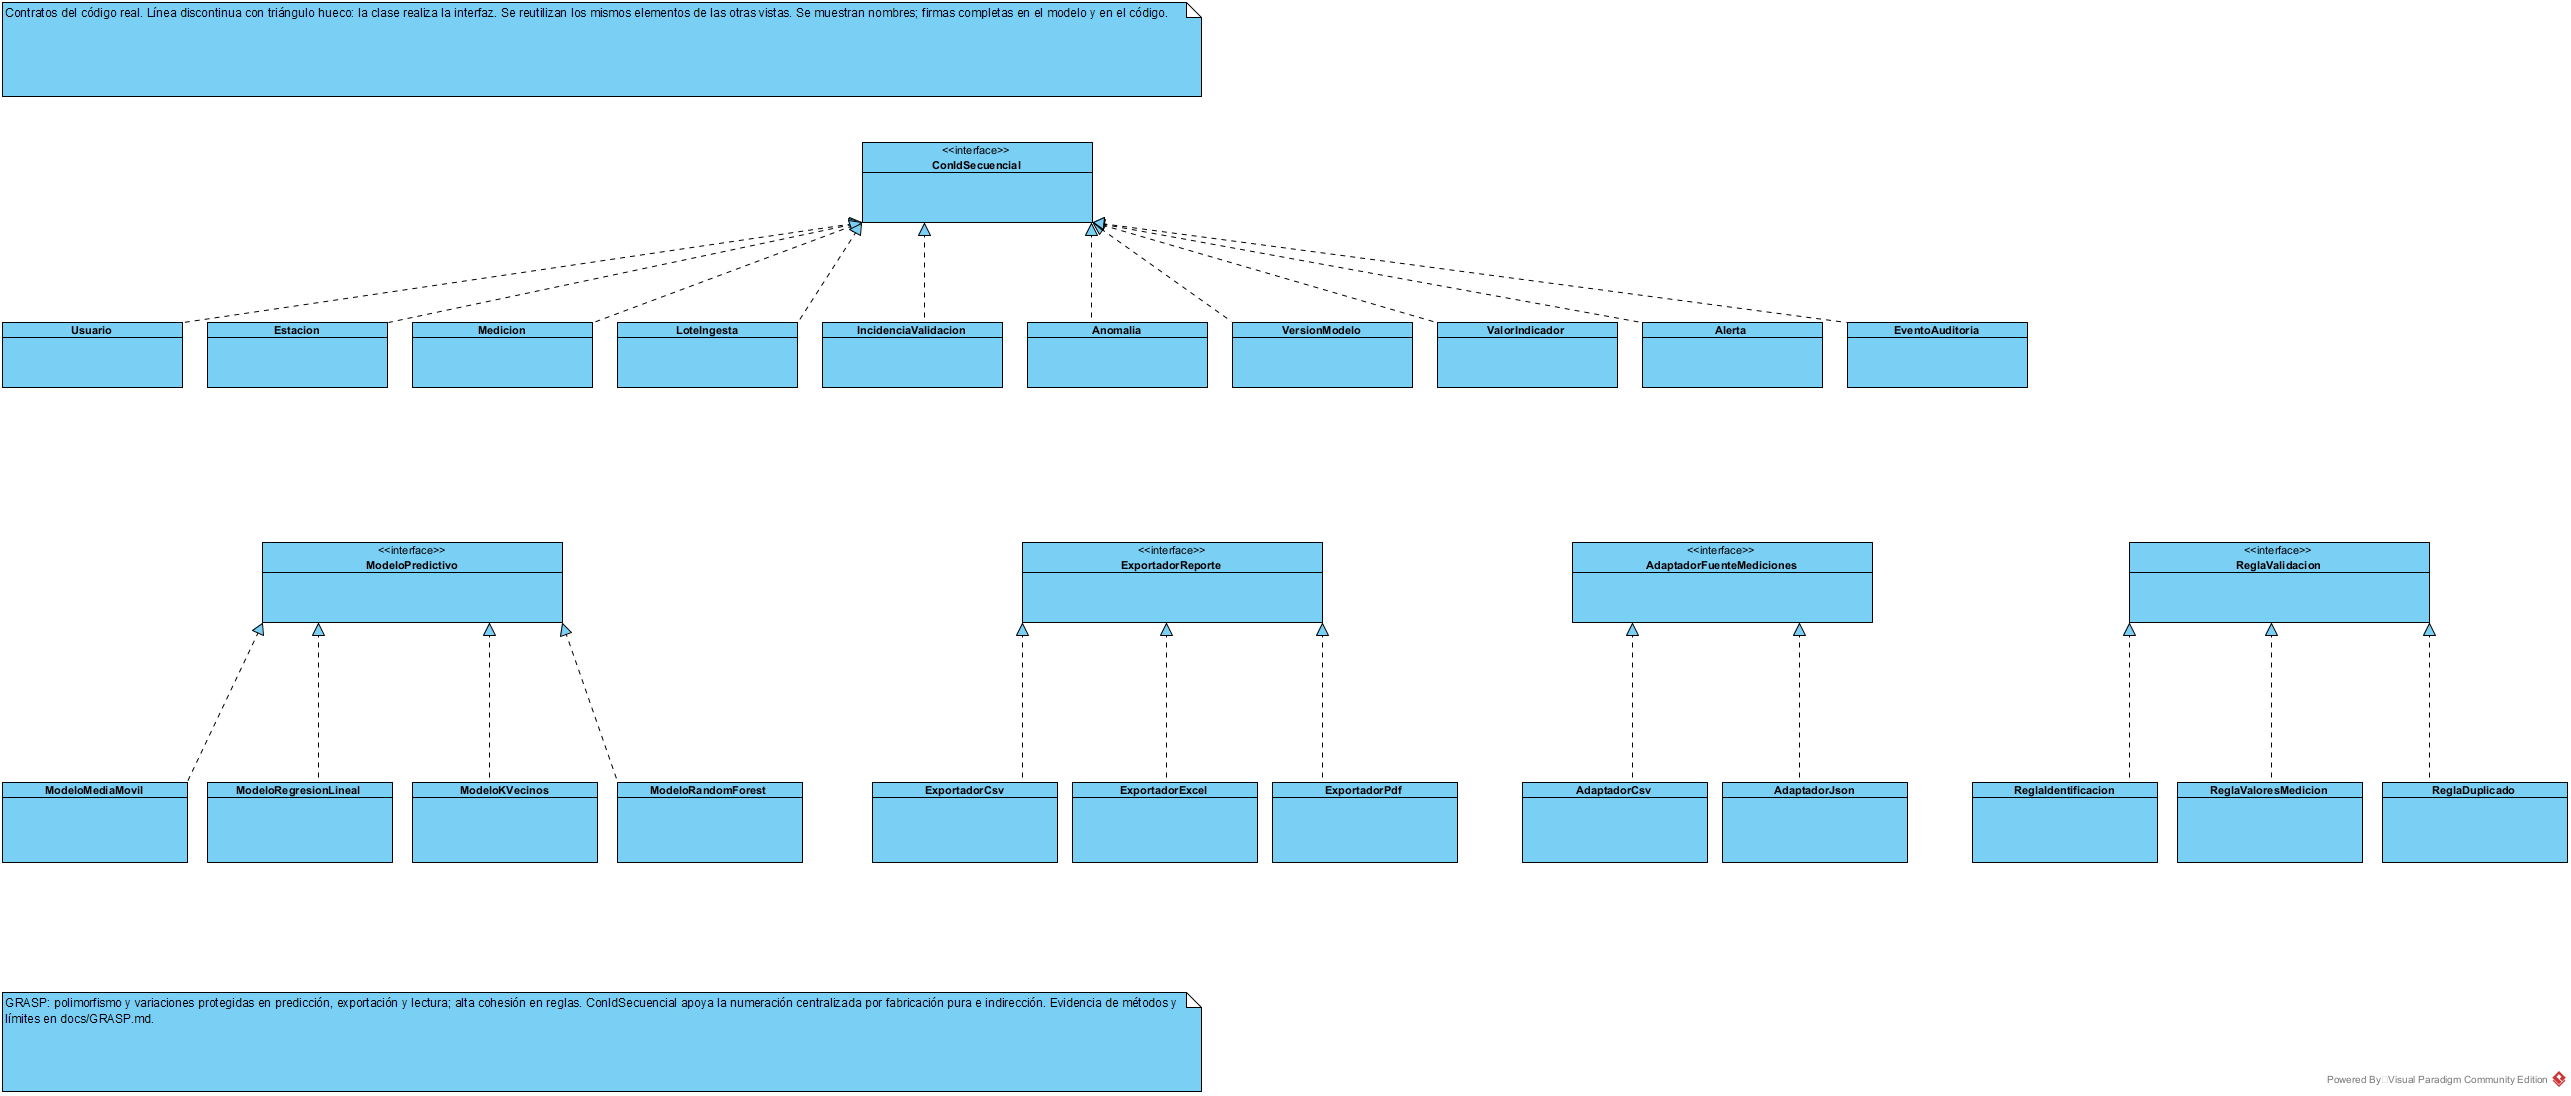 Contratos del código real. Línea discontinua con triángulo hueco: la clase realiza la interfaz. Se reutilizan los mismos elementos de las otras vistas. Se muestran nombres; firmas completas en el modelo y en el código.
<<interface>>
ConIdSecuencial
Usuario
Estacion
Medicion
LoteIngesta
IncidenciaValidacion
Anomalia
VersionModelo
ValorIndicador
Alerta
EventoAuditoria
<<interface>>
ModeloPredictivo
<<interface>>
ExportadorReporte
<<interface>>
AdaptadorFuenteMediciones
<<interface>>
ReglaValidacion
ModeloMediaMovil
ModeloRegresionLineal
ModeloKVecinos
ModeloRandomForest
ExportadorCsv
ExportadorExcel
ExportadorPdf
AdaptadorCsv
AdaptadorJson
ReglaIdentificacion
ReglaValoresMedicion
ReglaDuplicado
GRASP: polimorfismo y variaciones protegidas en predicción, exportación y lectura; alta cohesión en reglas. ConIdSecuencial apoya la numeración centralizada por fabricación pura e indirección. Evidencia de métodos y
límites en docs/GRASP.md.
Powered By Visual Paradigm Community Edition